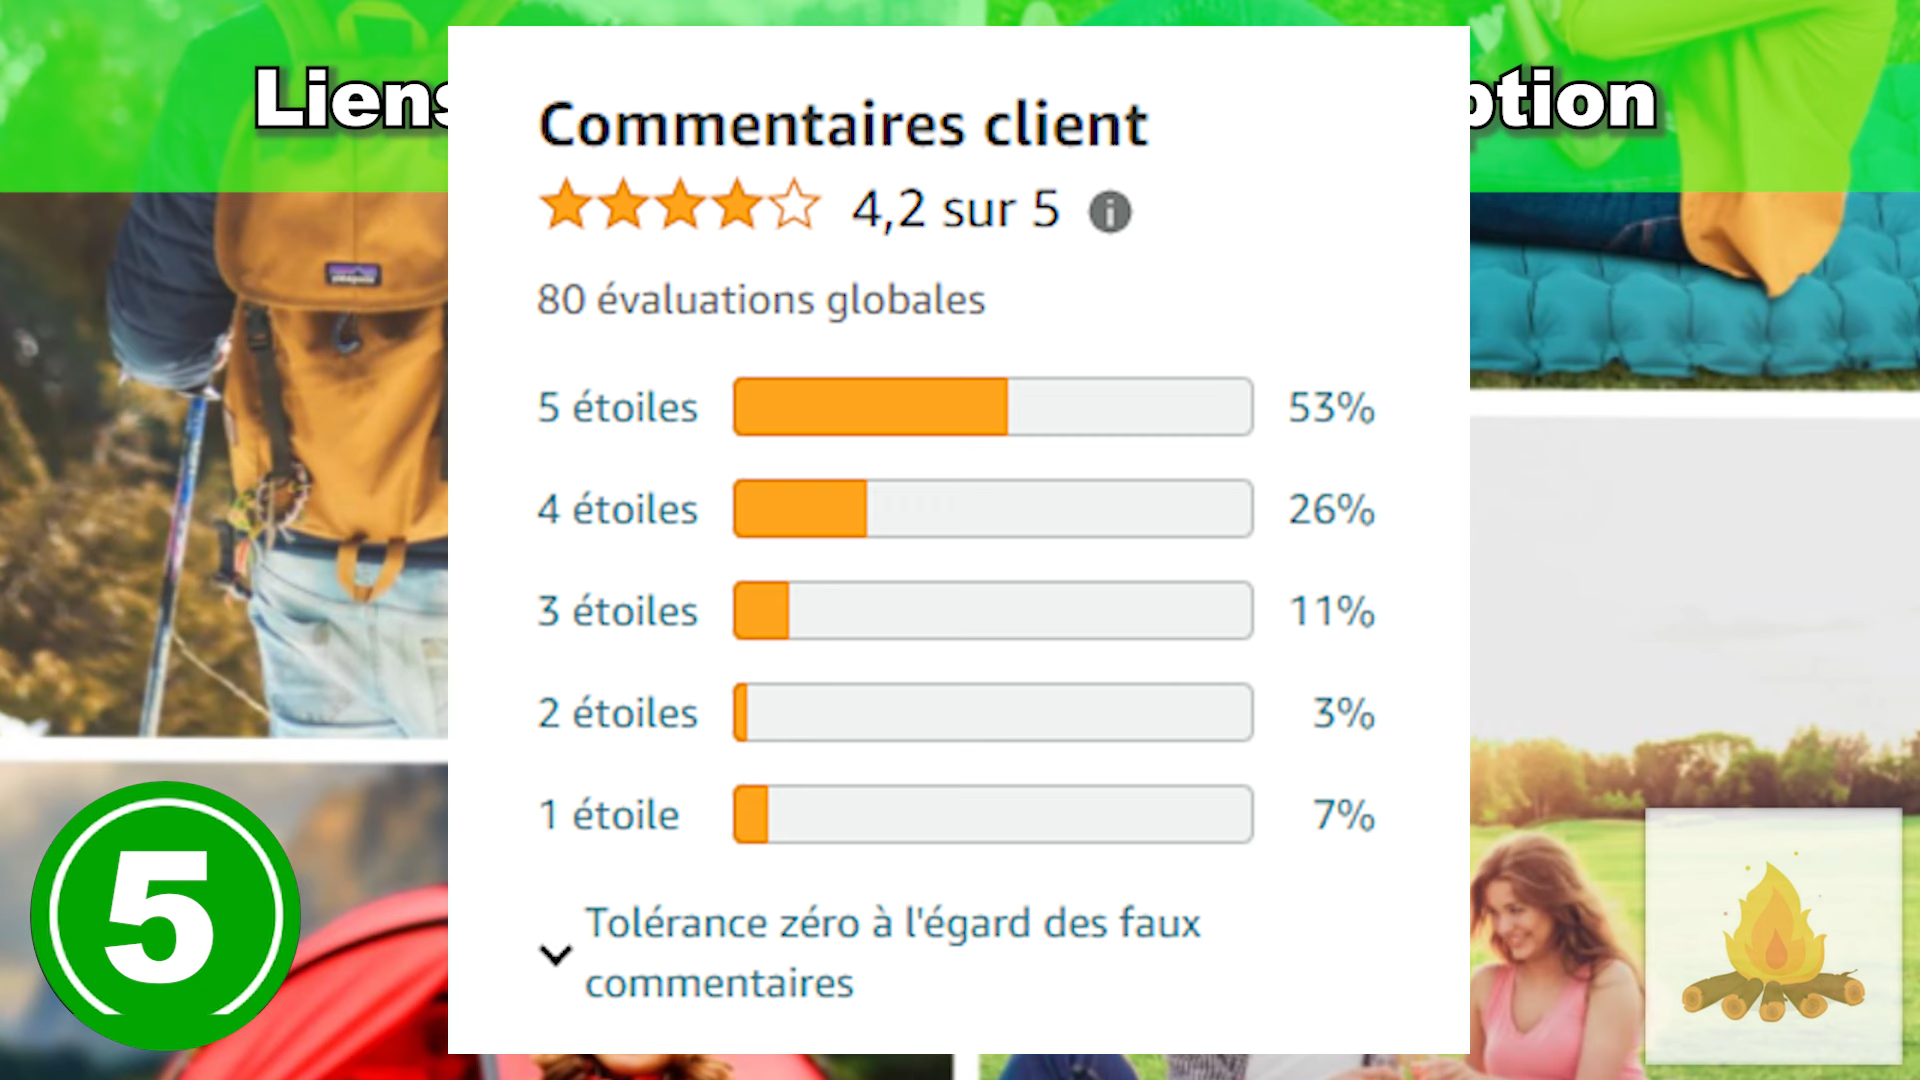 Liens
ption
Commentaires client
4,2 sur 5
80 évaluations globales
5 étoiles 53%
4 étoiles 26%
3 étoiles 11%
2 étoiles 3%
1 étoile 7%
Tolérance zéro à l'égard des faux
commentaires
5